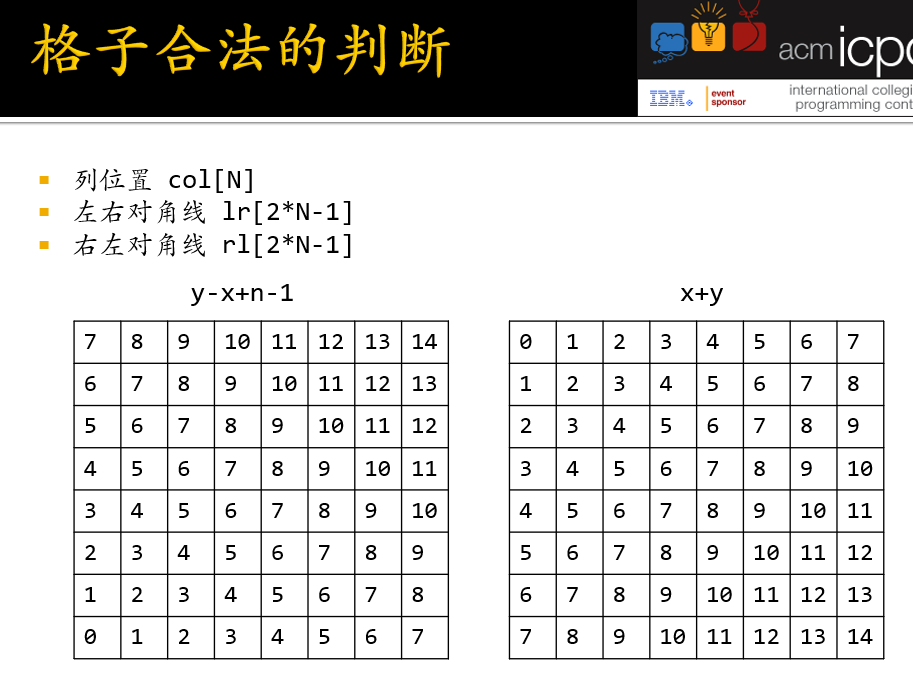 格子合法的判断
acm icpc
IBM.
event
sponsor
international collegi
programming cont
列位置 col[N]
左右对角线 lr[2*N-1]
右左对角线 rl[2*N-1]
y-x+n-1
7 8 9 10 11 12 13 14
6 7 8 9 10 11 12 13
5 6 7 8 9 10 11 12
4 5 6 7 8 9 10 11
3 4 5 6 7 8 9 10
2 3 4 5 6 7 8 9
1 2 3 4 5 6 7 8
0 1 2 3 4 5 6 7
x+y
0 1 2 3 4 5 6 7
1 2 3 4 5 6 7 8
2 3 4 5 6 7 8 9
3 4 5 6 7 8 9 10
4 5 6 7 8 9 10 11
5 6 7 8 9 10 11 12
6 7 8 9 10 11 12 13
7 8 9 10 11 12 13 14